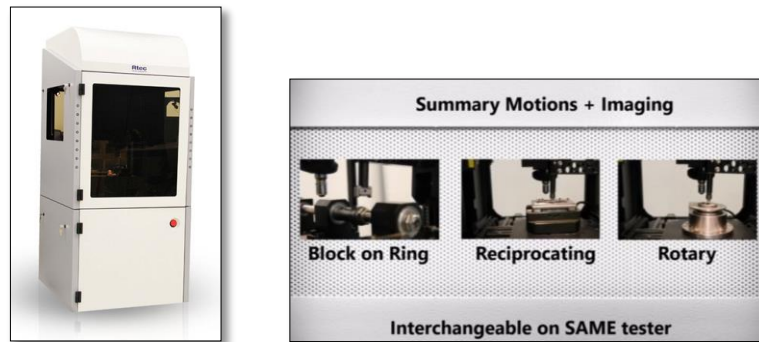 Rtec
Summary Motions + Imaging
Block on Ring
Reciprocating
Rotary
Interchangeable on SAME tester